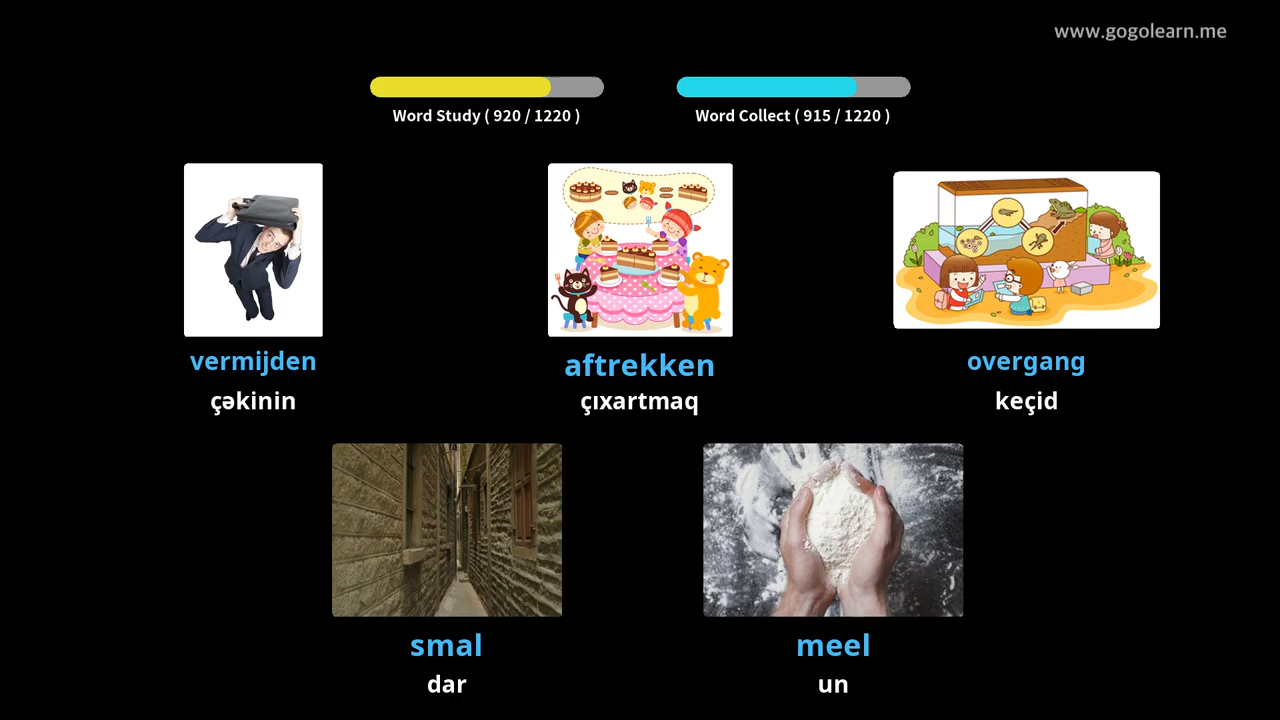 www.gogolearn.me
Word Study ( 920 / 1220 )
Word Collect ( 915 / 1220 )
vermijden
çəkinin
aftrekken
çıxartmaq
overgang
keçid
smal
dar
meel
un